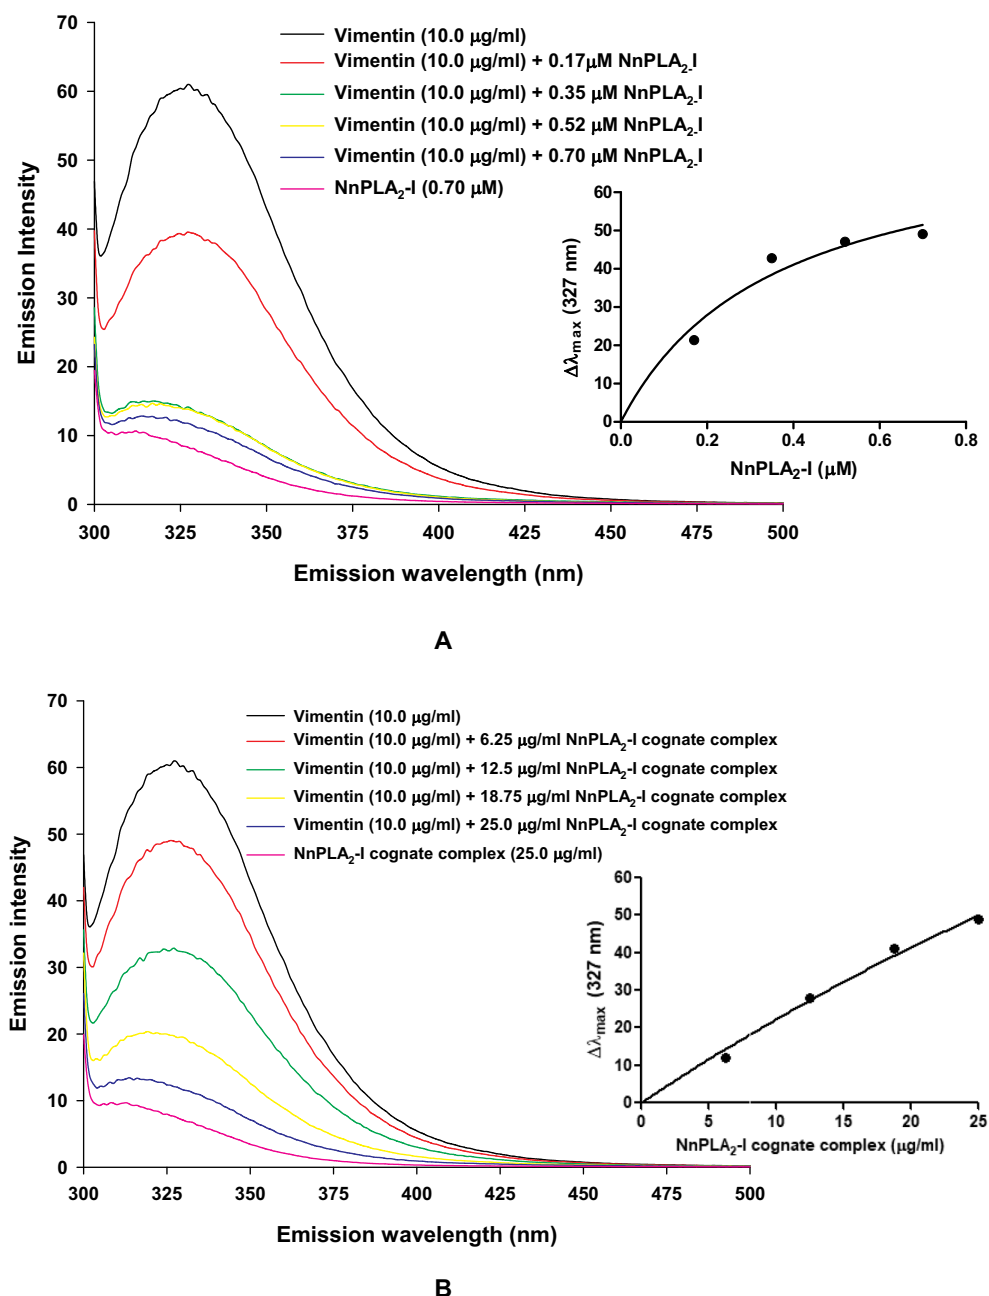 70
60
50
40
30
20
10
0
Emission Intensity
300 325 350 375 400 425 450 475 500
Emission wavelength (nm)
Vimentin (10.0 μg/ml)
Vimentin (10.0 μg/ml) + 0.17μM NnPLA₂-I
Vimentin (10.0 μg/ml) + 0.35 μM NnPLA₂-I
Vimentin (10.0 μg/ml) + 0.52 μM NnPLA₂-I
Vimentin (10.0 μg/ml) + 0.70 μM NnPLA₂-I
NnPLA₂-I (0.70 μM)
60
50
40
30
20
10
0
Δλmax (327 nm)
0.0 0.2 0.4 0.6 0.8
NnPLA₂-I (μM)
A
70
60
50
40
30
20
10
0
Emission intensity
300 325 350 375 400 425 450 475 500
Emission wavelength (nm)
Vimentin (10.0 μg/ml)
Vimentin (10.0 μg/ml) + 6.25 μg/ml NnPLA₂-I cognate complex
Vimentin (10.0 μg/ml) + 12.5 μg/ml NnPLA₂-I cognate complex
Vimentin (10.0 μg/ml) + 18.75 μg/ml NnPLA₂-I cognate complex
Vimentin (10.0 μg/ml) + 25.0 μg/ml NnPLA₂-I cognate complex
NnPLA₂-I cognate complex (25.0 μg/ml)
60
50
40
30
20
10
0
Δλmax (327 nm)
0 5 10 15 20 25
NnPLA₂-I cognate complex (μg/ml)
B